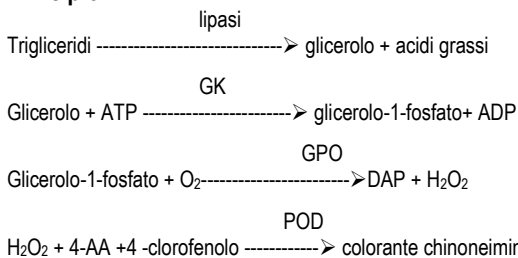 lipasi
Trigliceridi ------------------------------➢ glicerolo + acidi grassi
GK
Glicerolo + ATP ------------------------➢ glicerolo-1-fosfato+ ADP
GPO
Glicerolo-1-fosfato + O₂------------------------➢DAP + H₂O₂
POD
H₂O₂ + 4-AA +4 -clorofenolo ------------➢ colorante